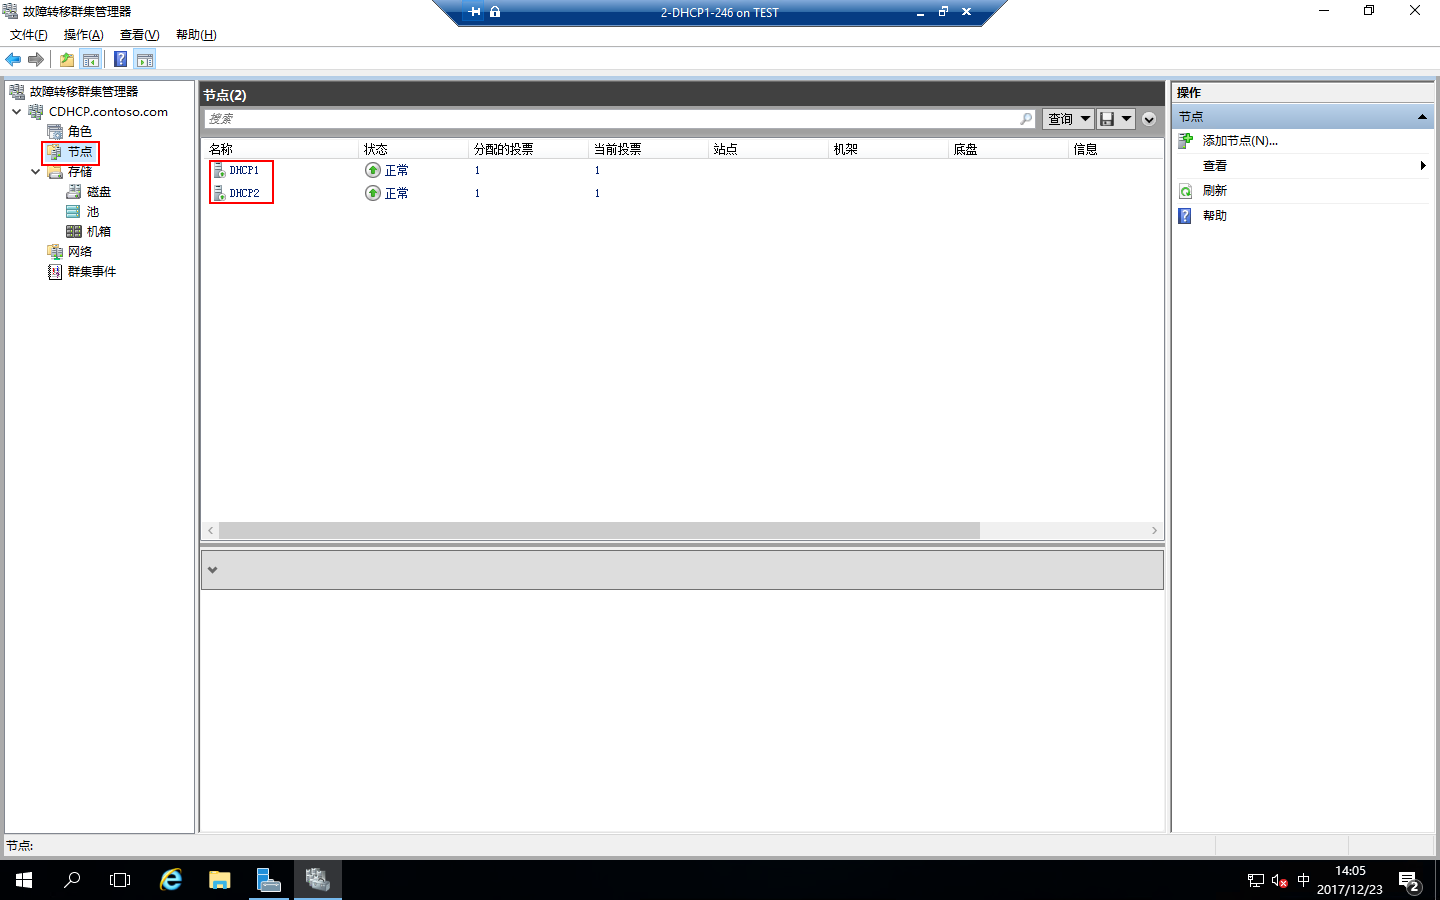 故障转移群集管理器
2-DHCP1-246 on TEST
文件(F) 操作(A) 查看(V) 帮助(H)
故障转移群集管理器
CDHCP.contoso.com
角色
节点
存储
磁盘
池
机箱
网络
群集事件
节点(2)
搜索
查询
名称 状态 分配的投票 当前投票 站点 机架 底盘 信息
DHCP1 正常 1 1
DHCP2 正常 1 1
操作
节点
添加节点(N)...
查看
刷新
帮助
节点:
中
14:05
2017/12/23
2